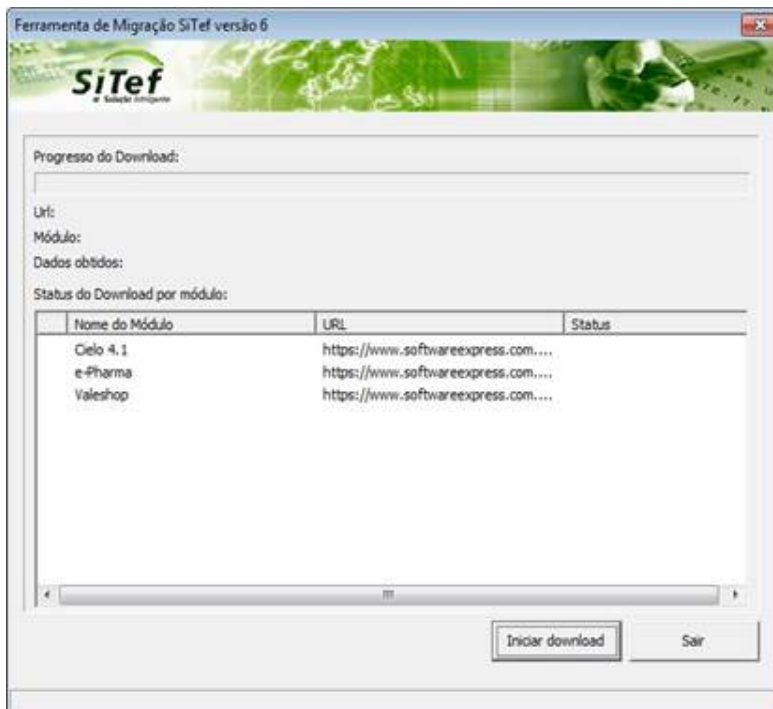 Ferramenta de Migração SiTef versão 6
SiTef
a Solução Inteligente
Progresso do Download:
Url:
Módulo:
Dados obtidos:
Status do Download por módulo:
Nome do Módulo URL Status
Cielo 4.1 https://www.softwareexpress.com....
e-Pharma https://www.softwareexpress.com....
Valeshop https://www.softwareexpress.com....
Iniciar download Sair